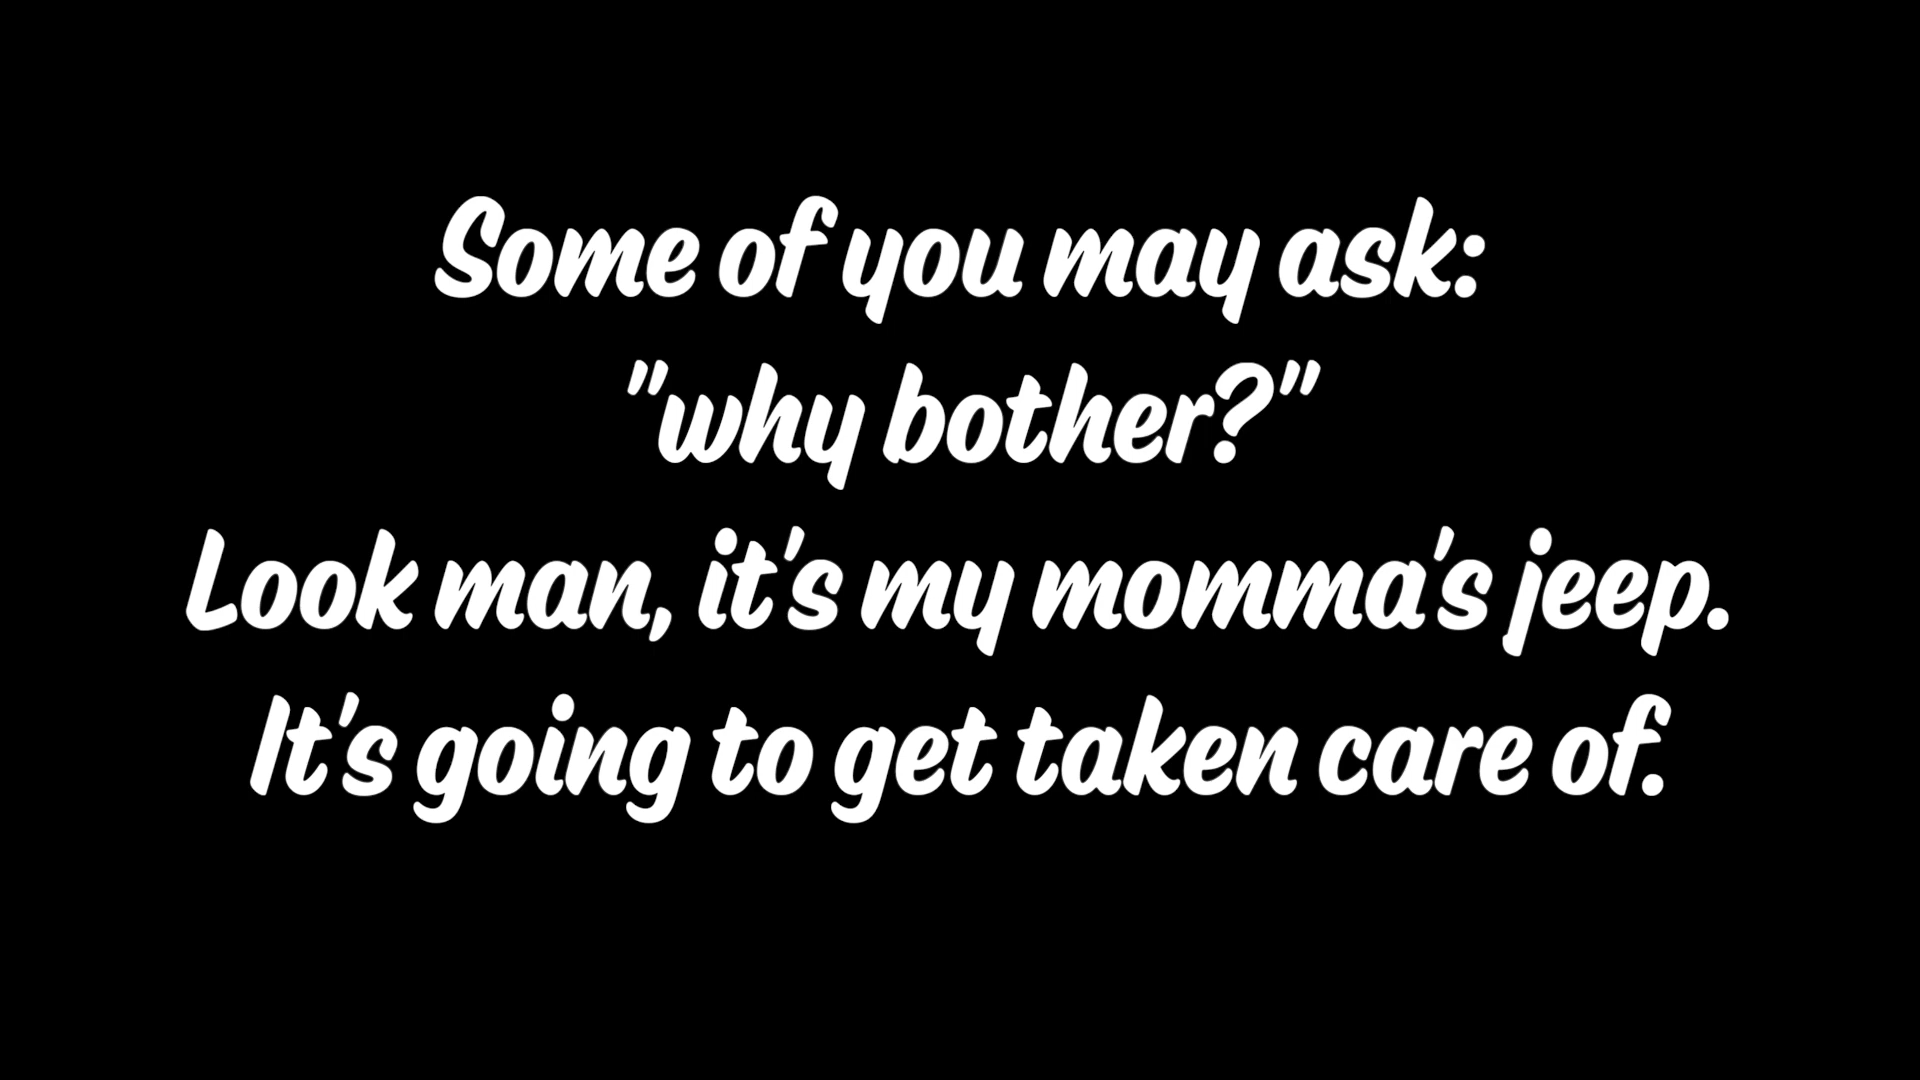 Some of you may ask:
"why bother?"
Look man, it's my momma's jeep.
It's going to get taken care of.